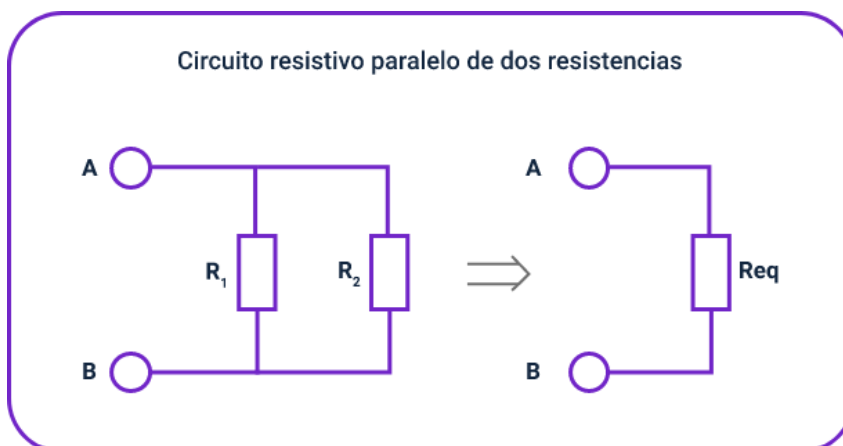 Circuito resistivo paralelo de dos resistencias
A
R₁
R₂
B
A
Req
B